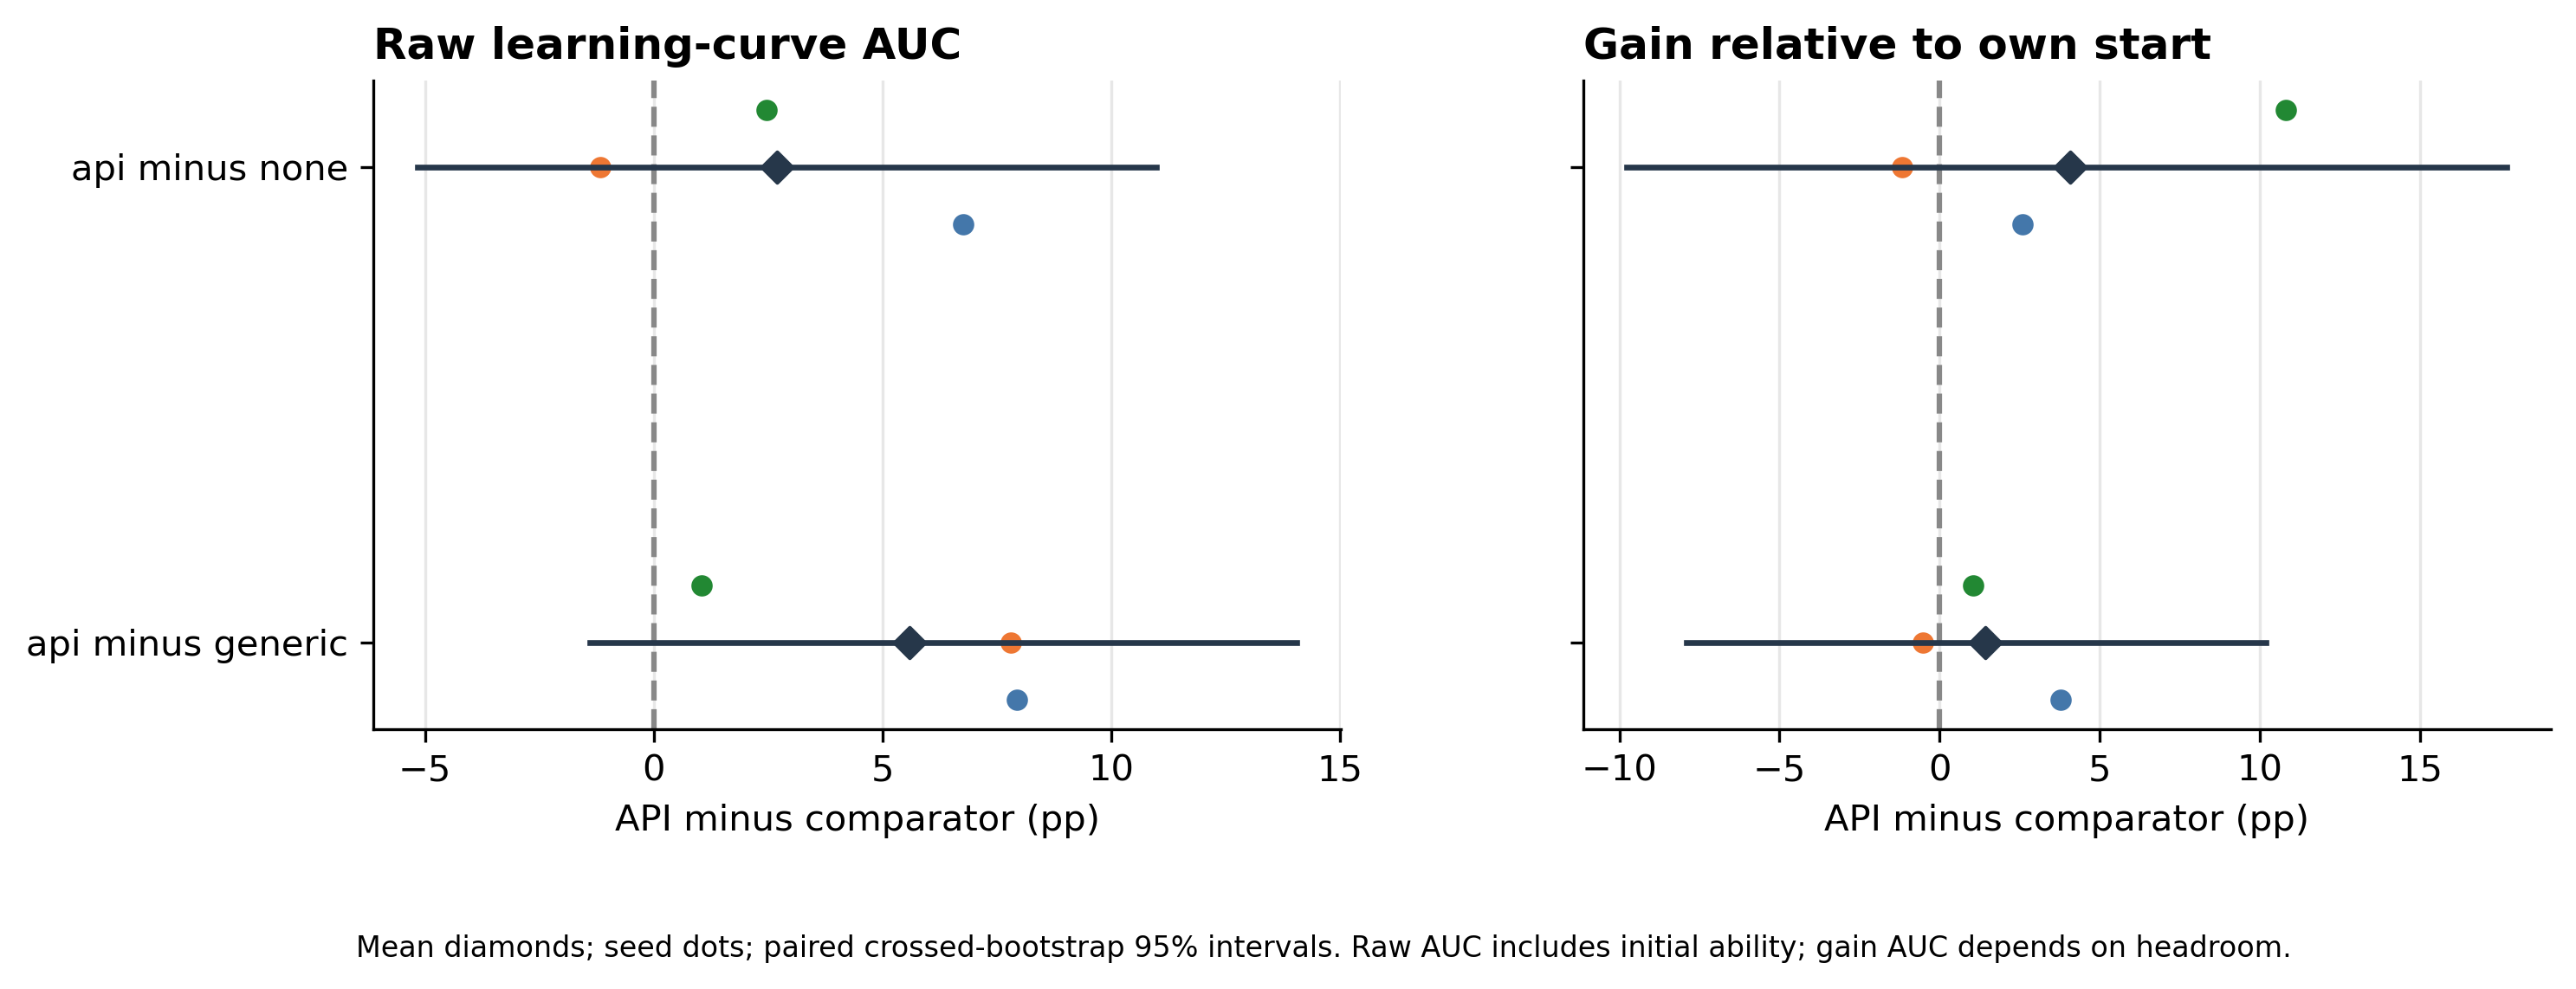 Raw learning-curve AUC
Gain relative to own start
api minus none
api minus generic
−5 0 5 10 15
−10 −5 0 5 10 15
API minus comparator (pp)
API minus comparator (pp)
Mean diamonds; seed dots; paired crossed-bootstrap 95% intervals. Raw AUC includes initial ability; gain AUC depends on headroom.